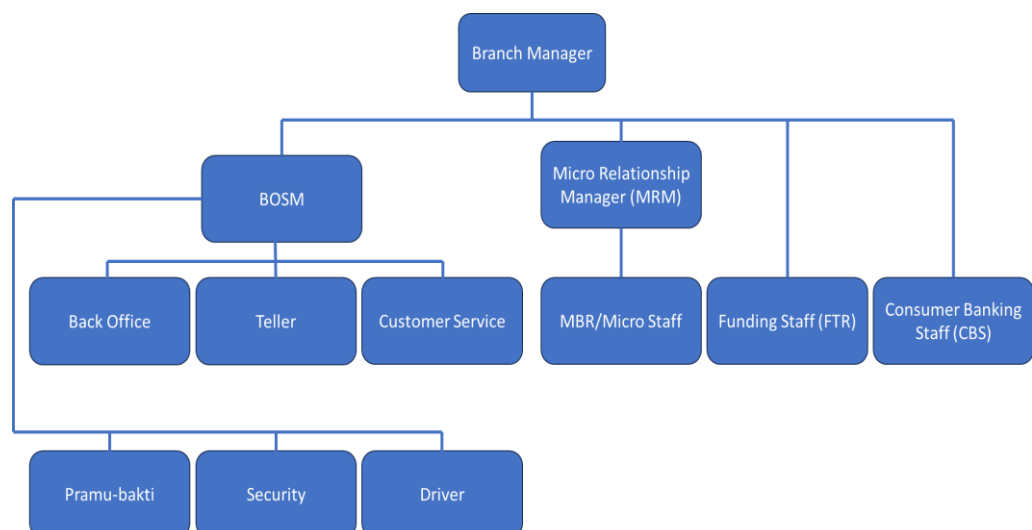 Branch Manager
BOSM
Micro Relationship
Manager (MRM)
Back Office
Teller
Customer Service
MBR/Micro Staff
Funding Staff (FTR)
Consumer Banking
Staff (CBS)
Pramu-bakti
Security
Driver